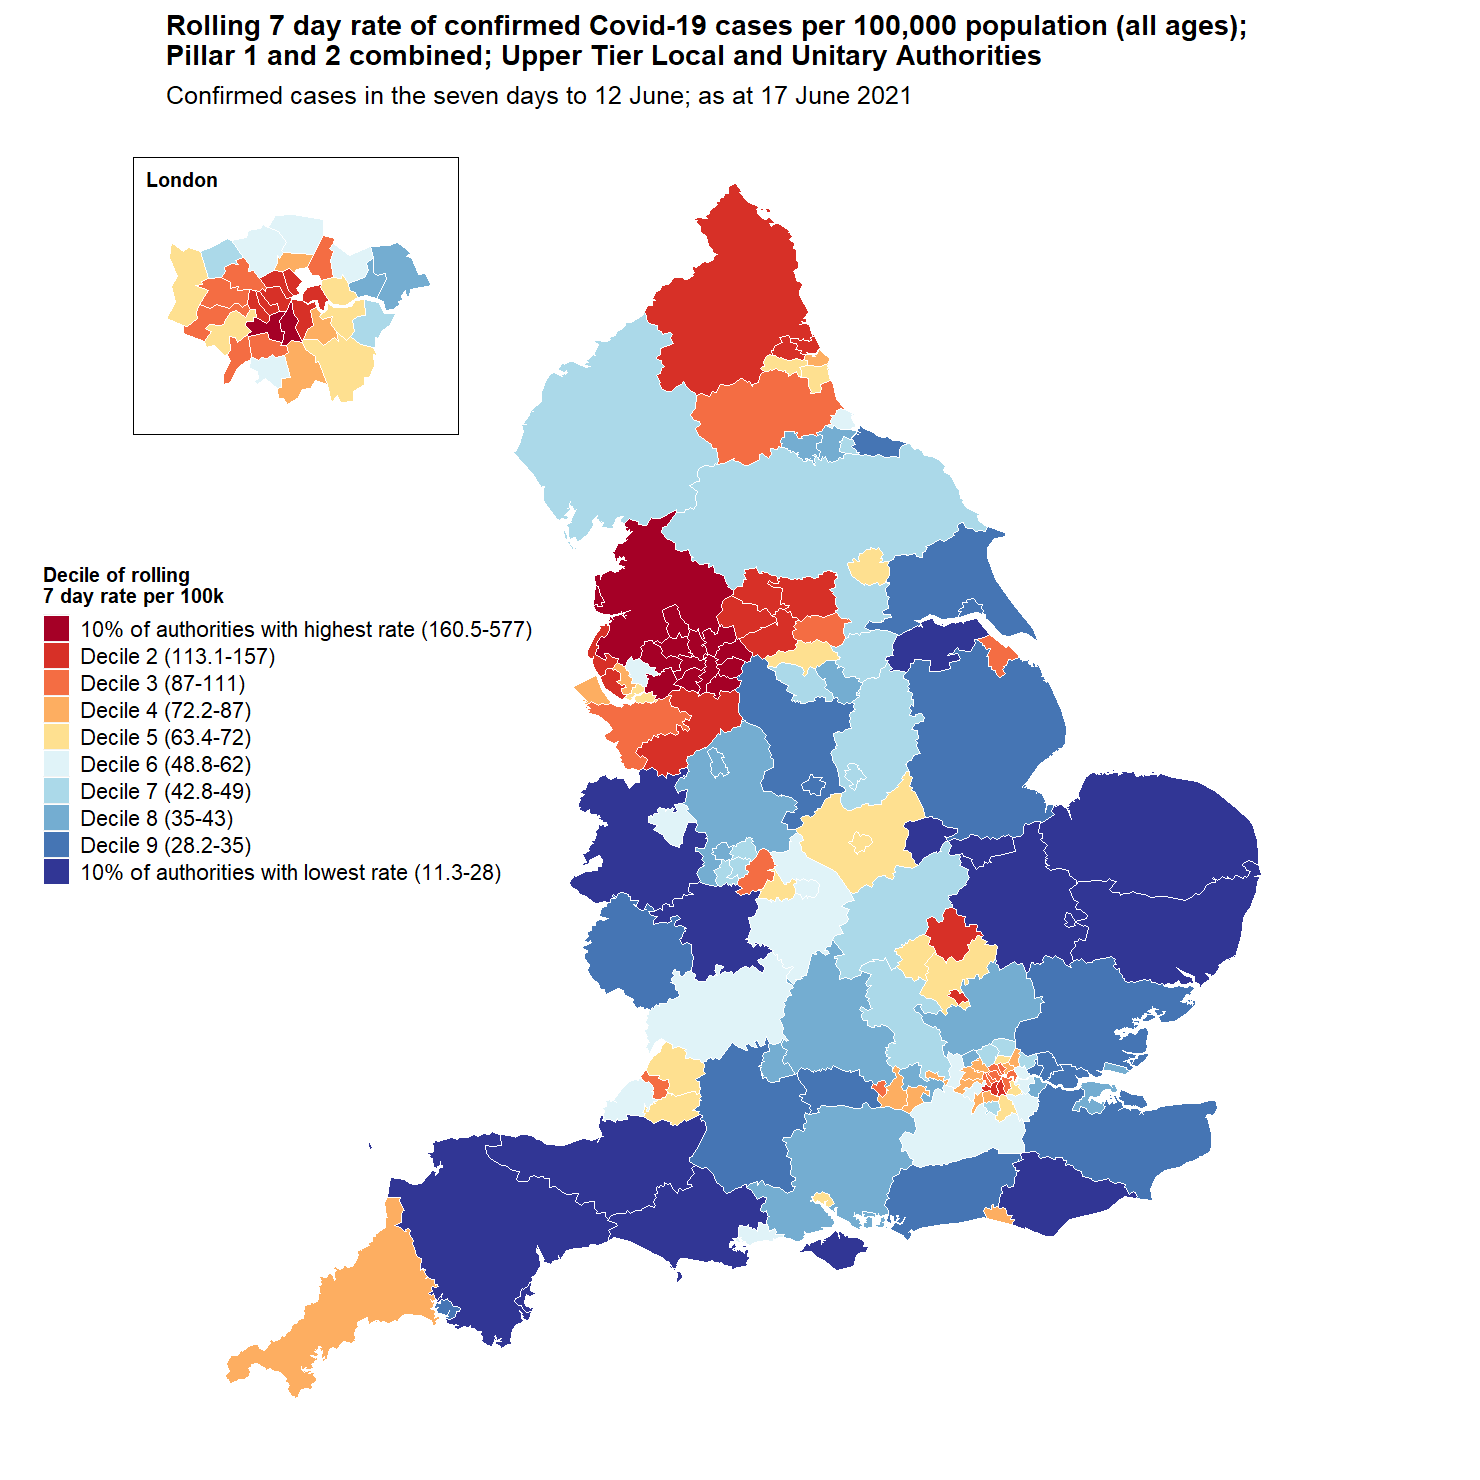 Rolling 7 day rate of confirmed Covid-19 cases per 100,000 population (all ages);
Pillar 1 and 2 combined; Upper Tier Local and Unitary Authorities
Confirmed cases in the seven days to 12 June; as at 17 June 2021
London
Decile of rolling
7 day rate per 100k
10% of authorities with highest rate (160.5-577)
Decile 2 (113.1-157)
Decile 3 (87-111)
Decile 4 (72.2-87)
Decile 5 (63.4-72)
Decile 6 (48.8-62)
Decile 7 (42.8-49)
Decile 8 (35-43)
Decile 9 (28.2-35)
10% of authorities with lowest rate (11.3-28)